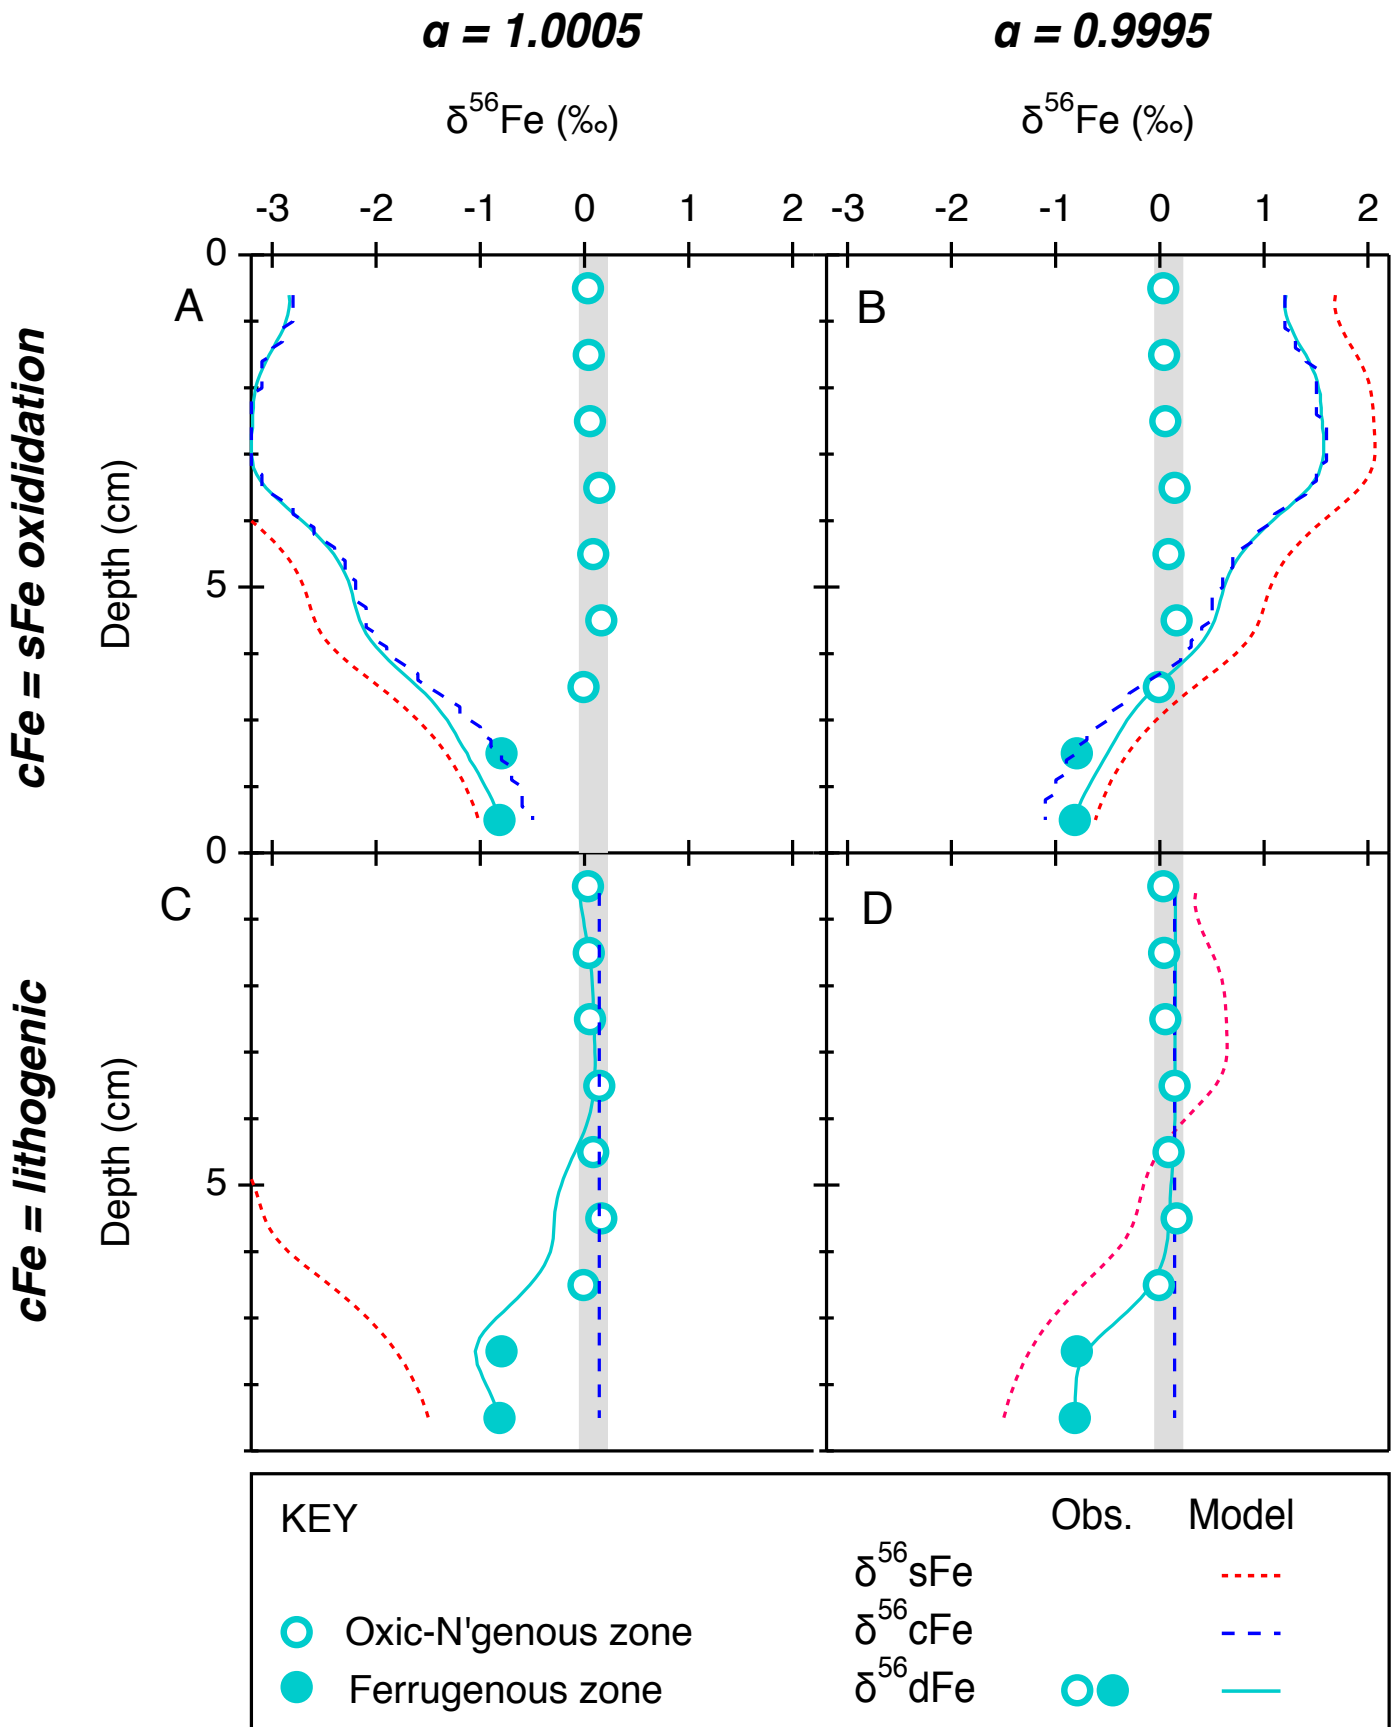 α = 1.0005
α = 0.9995
δ56Fe (‰)
δ56Fe (‰)
-3 -2 -1 0 1 2
-3 -2 -1 0 1 2
0
A
B
cFe = sFe oxididation
Depth (cm)
5
0
C
D
cFe = lithogenic
Depth (cm)
5
KEY
Obs. Model
δ56sFe
Oxic-N'genous zone
δ56cFe
Ferrugenous zone
δ56dFe